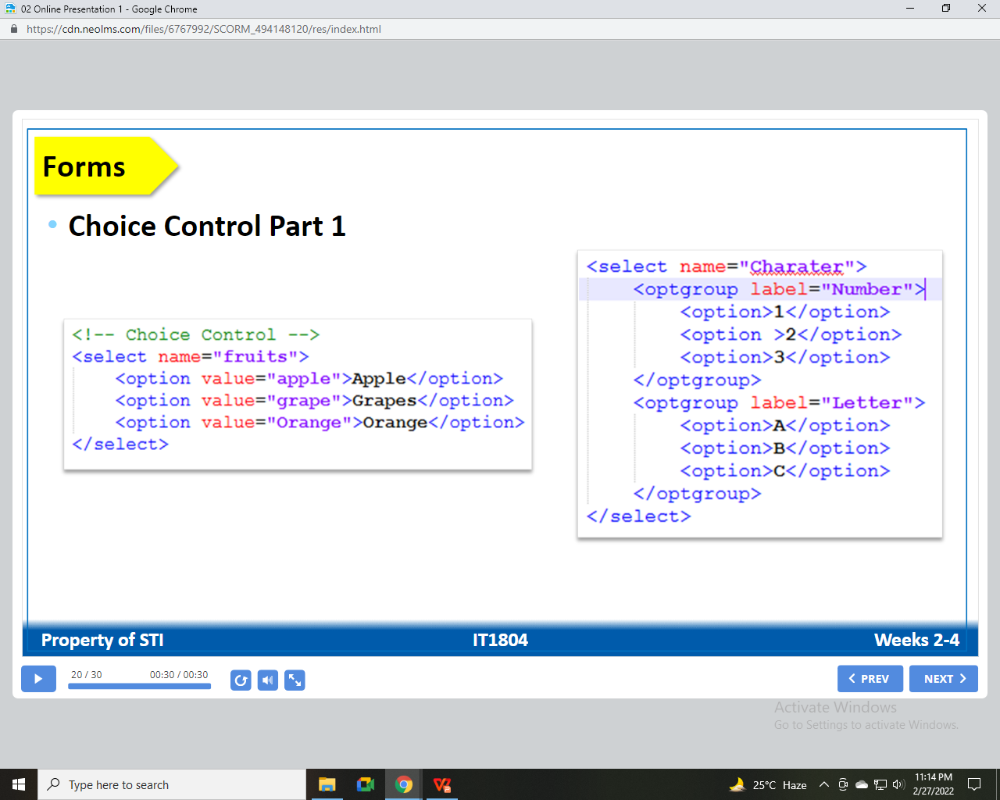 02 Online Presentation 1 - Google Chrome
https://cdn.neolms.com/files/6767992/SCORM_494148120/res/index.html
Forms
• Choice Control Part 1
<!-- Choice Control -->
<select name="fruits">
<option value="apple">Apple</option>
<option value="grape">Grapes</option>
<option value="Orange">Orange</option>
</select>
<select name="Charater">
<optgroup label="Number">
<option>1</option>
<option >2</option>
<option>3</option>
</optgroup>
<optgroup label="Letter">
<option>A</option>
<option>B</option>
<option>C</option>
</optgroup>
</select>
Property of STI IT1804 Weeks 2-4
20 / 30 00:30 / 00:30
PREV NEXT
Activate Windows
Go to Settings to activate Windows.
Type here to search
25°C Haze
11:14 PM
2/27/2022